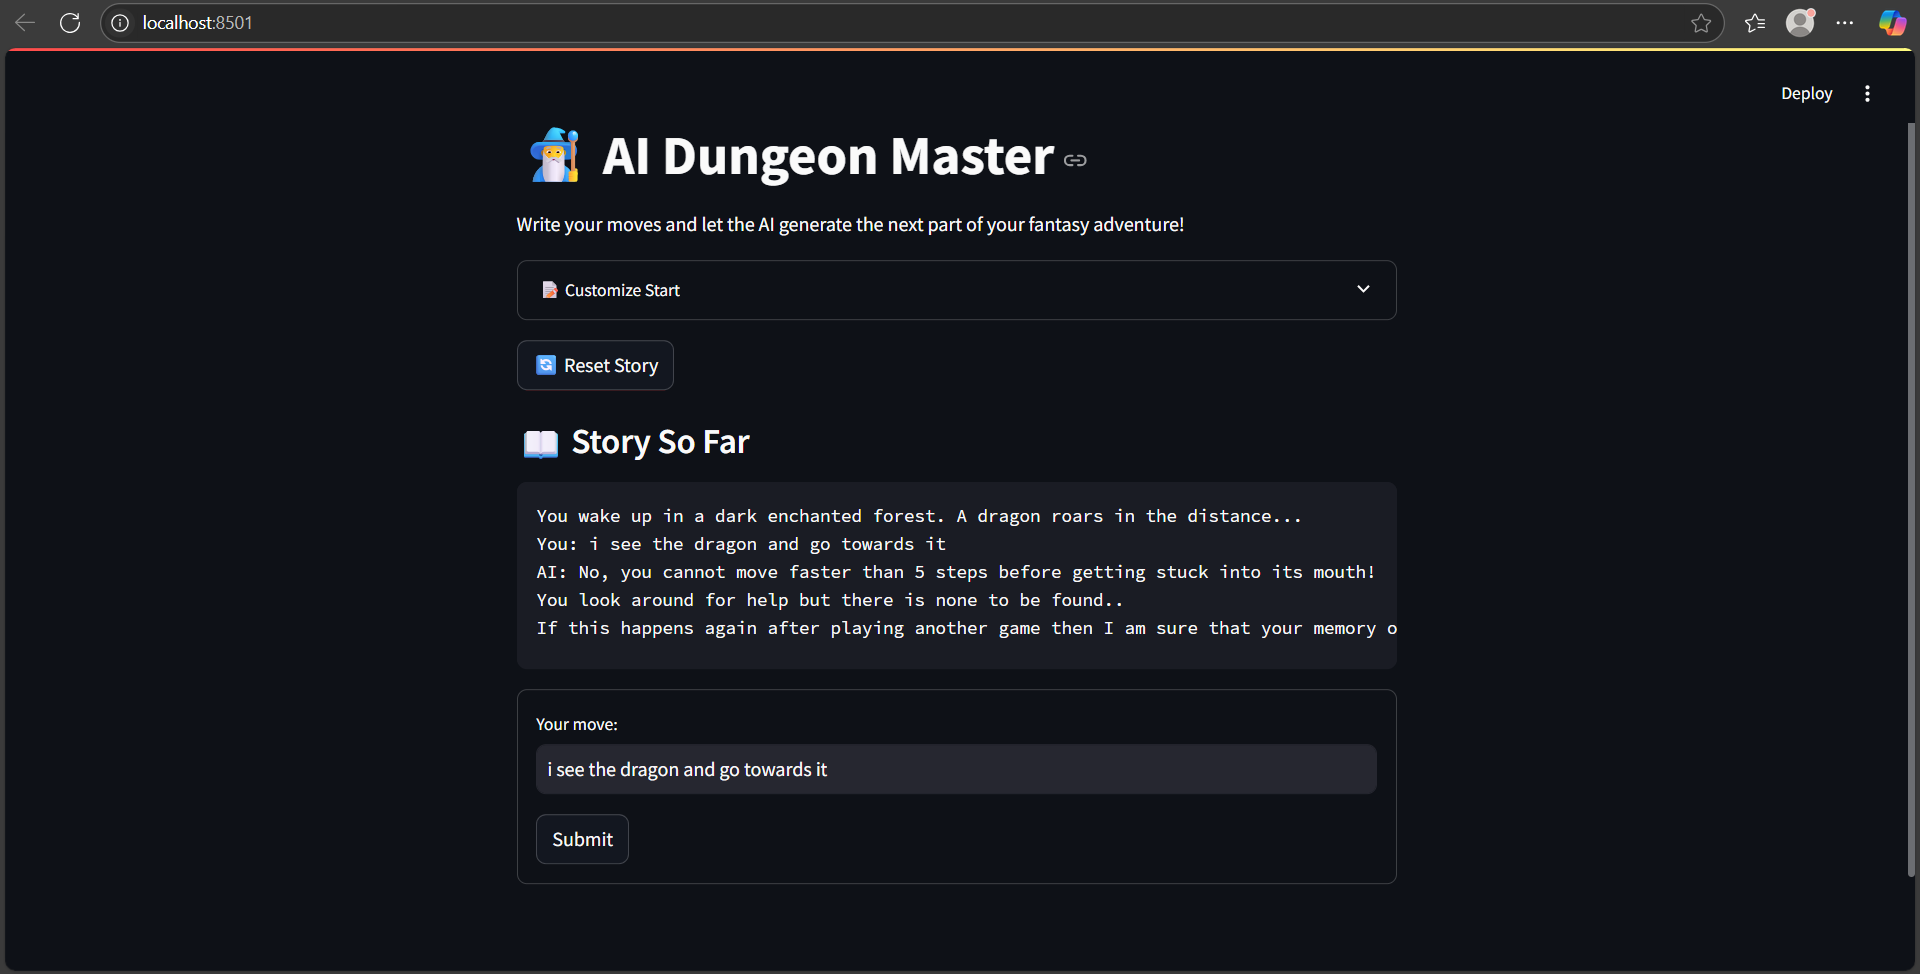 localhost:8501
Deploy
AI Dungeon Master
Write your moves and let the AI generate the next part of your fantasy adventure!
Customize Start
Reset Story
Story So Far
You wake up in a dark enchanted forest. A dragon roars in the distance...
You: i see the dragon and go towards it
AI: No, you cannot move faster than 5 steps before getting stuck into its mouth!
You look around for help but there is none to be found..
If this happens again after playing another game then I am sure that your memory o
Your move:
i see the dragon and go towards it
Submit